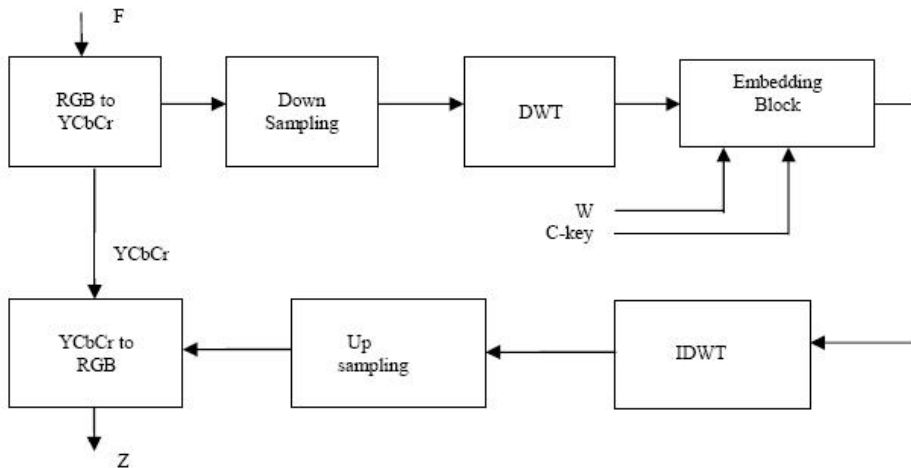 F
RGB to
YCbCr
Down
Sampling
DWT
Embedding
Block
W
C-key
YCbCr
YCbCr to
RGB
Up
sampling
IDWT
Z